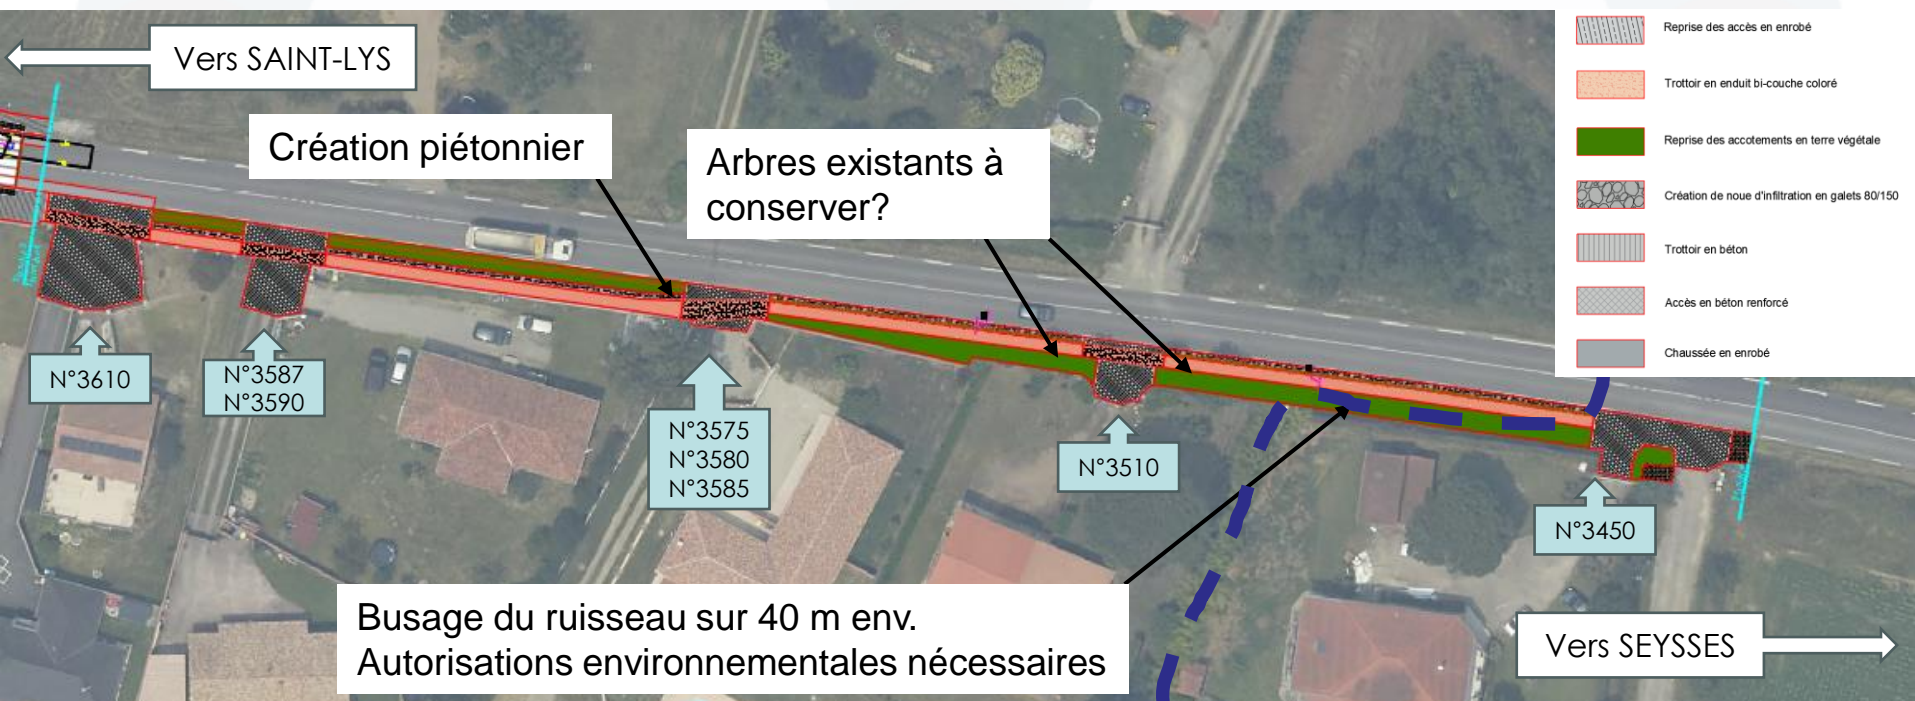 Vers SAINT-LYS
Création piétonnier
Arbres existants à
conserver?
Reprise des accès en enrobé
Trottoir en enduit bi-couche coloré
Reprise des accotements en terre végétale
Création de noue d'infiltration en galets 80/150
Trottoir en béton
Accès en béton renforcé
Chaussée en enrobé
N°3610
N°3587
N°3590
N°3575
N°3580
N°3585
N°3510
N°3450
Busage du ruisseau sur 40 m env.
Autorisations environnementales nécessaires
Vers SEYSSES